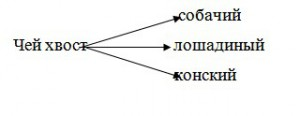 собачий
Чей хвост
лошадиный
конский